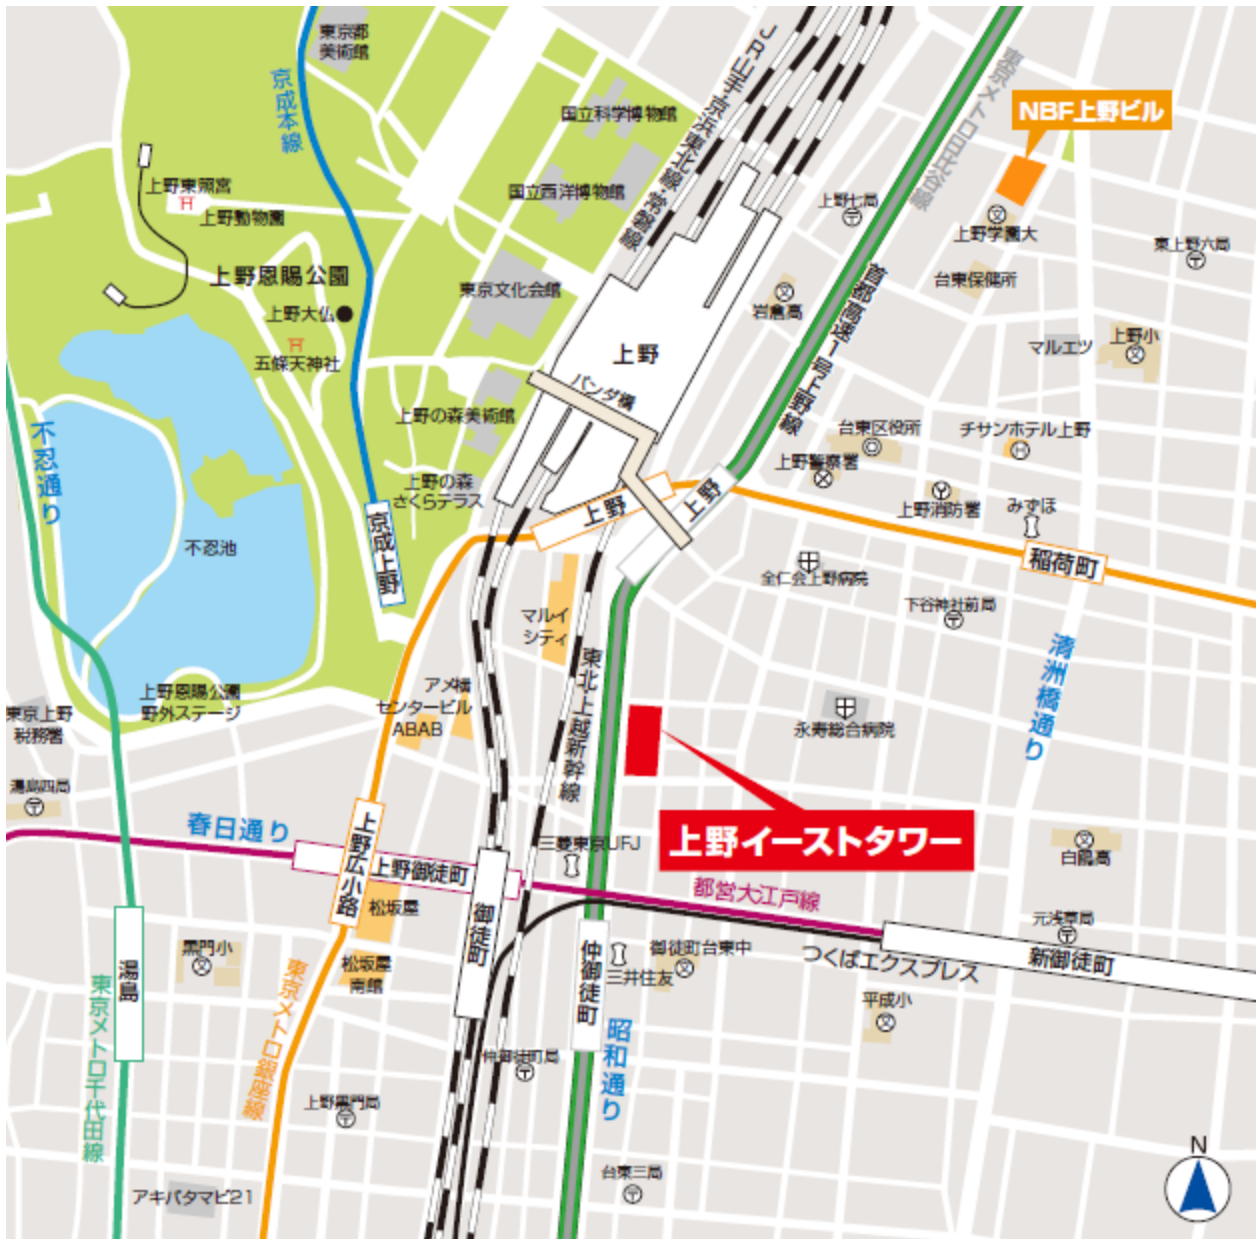 東京都
美術館
京成本線
JR山手・京浜東北線・常磐線
東京メトロ日比谷線
NBF上野ビル
国立科学博物館
国立西洋博物館
上野東照宮
上野動物園
上野七局
上野学園大
東上野六局
上野恩賜公園
東京文化会館
台東保健所
上野大仏
岩倉高
首都高速1号上野線
五條天神社
上野
マルエツ
上野小
パンダ橋
上野の森美術館
台東区役所
チサンホテル上野
不忍通り
上野警察署
上野の森
さくらテラス
上野消防署
みずほ
上野
上野
京成上野
不忍池
稲荷町
全仁会上野病院
下谷神社前局
マルイ
シティ
清洲橋通り
東北・上越新幹線
上野恩賜公園
野外ステージ
アメ横
センタービル
ABAB
東京上野
税務署
永寿総合病院
湯島四局
春日通り
上野広小路
上野御徒町
三菱東京UFJ
上野イーストタワー
白鴎高
都営大江戸線
松坂屋
御徒町
元浅草局
黒門小
仲御徒町
御徒町台東中
つくばエクスプレス
新御徒町
湯島
東京メトロ千代田線
松坂屋
南館
三井住友
平成小
東京メトロ銀座線
昭和通り
仲御徒町局
上野黒門局
台東三局
アキバタマビ21
N